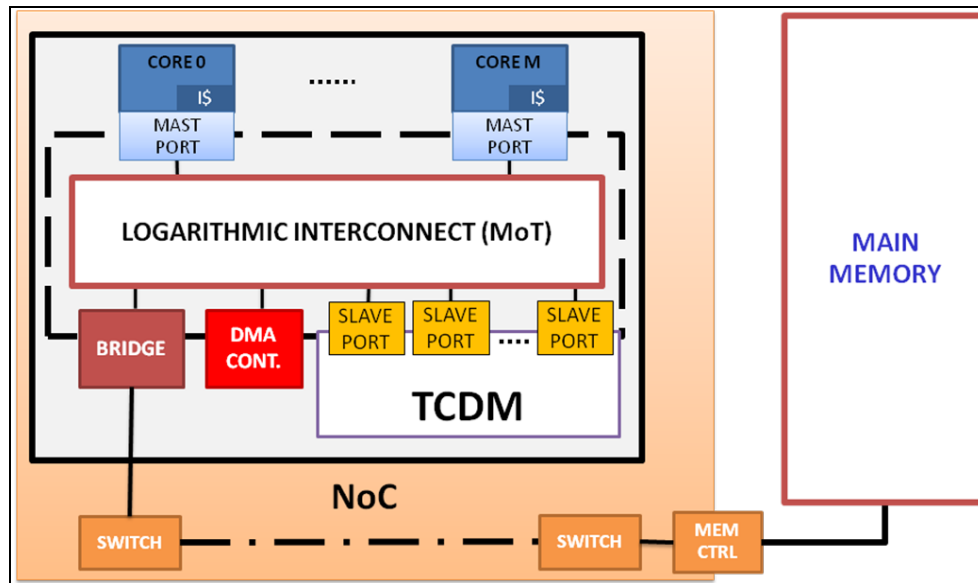 CORE 0
I$
MAST
PORT
......
CORE M
I$
MAST
PORT
LOGARITHMIC INTERCONNECT (MoT)
BRIDGE
DMA
CONT.
SLAVE
PORT
SLAVE
PORT
....
SLAVE
PORT
TCDM
NoC
SWITCH
SWITCH
MEM
CTRL
MAIN
MEMORY